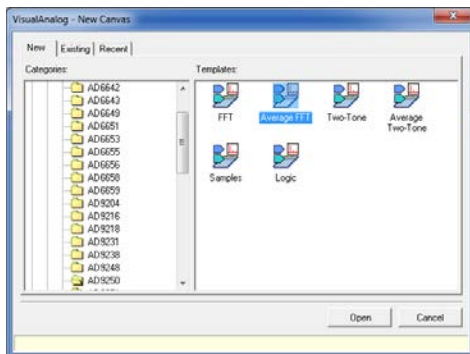 VisualAnalog - New Canvas
New Existing Recent
Categories:
AD6642
AD6643
AD6649
AD6651
AD6653
AD6655
AD6656
AD6658
AD6659
AD9204
AD9216
AD9218
AD9231
AD9238
AD9248
AD9250
Templates:
FFT Average FFT Two-Tone Average Two-Tone
Samples Logic
Open Cancel